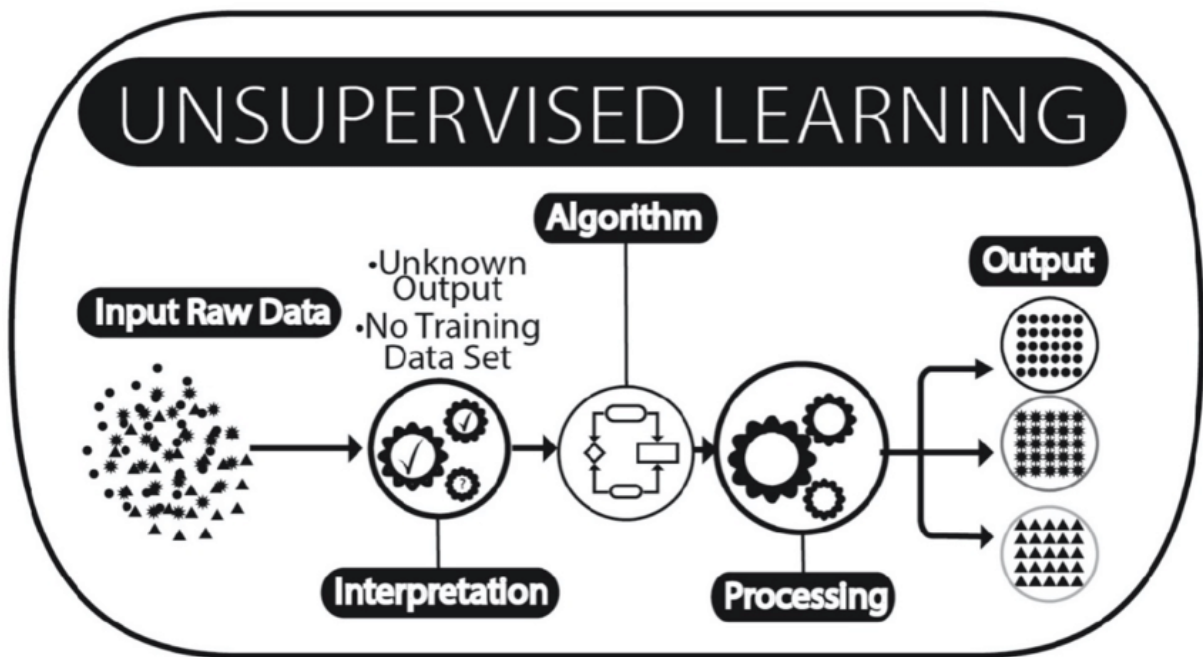 UNSUPERVISED LEARNING
Input Raw Data
•Unknown
Output
•No Training
Data Set
Interpretation
?
Algorithm
Processing
Output